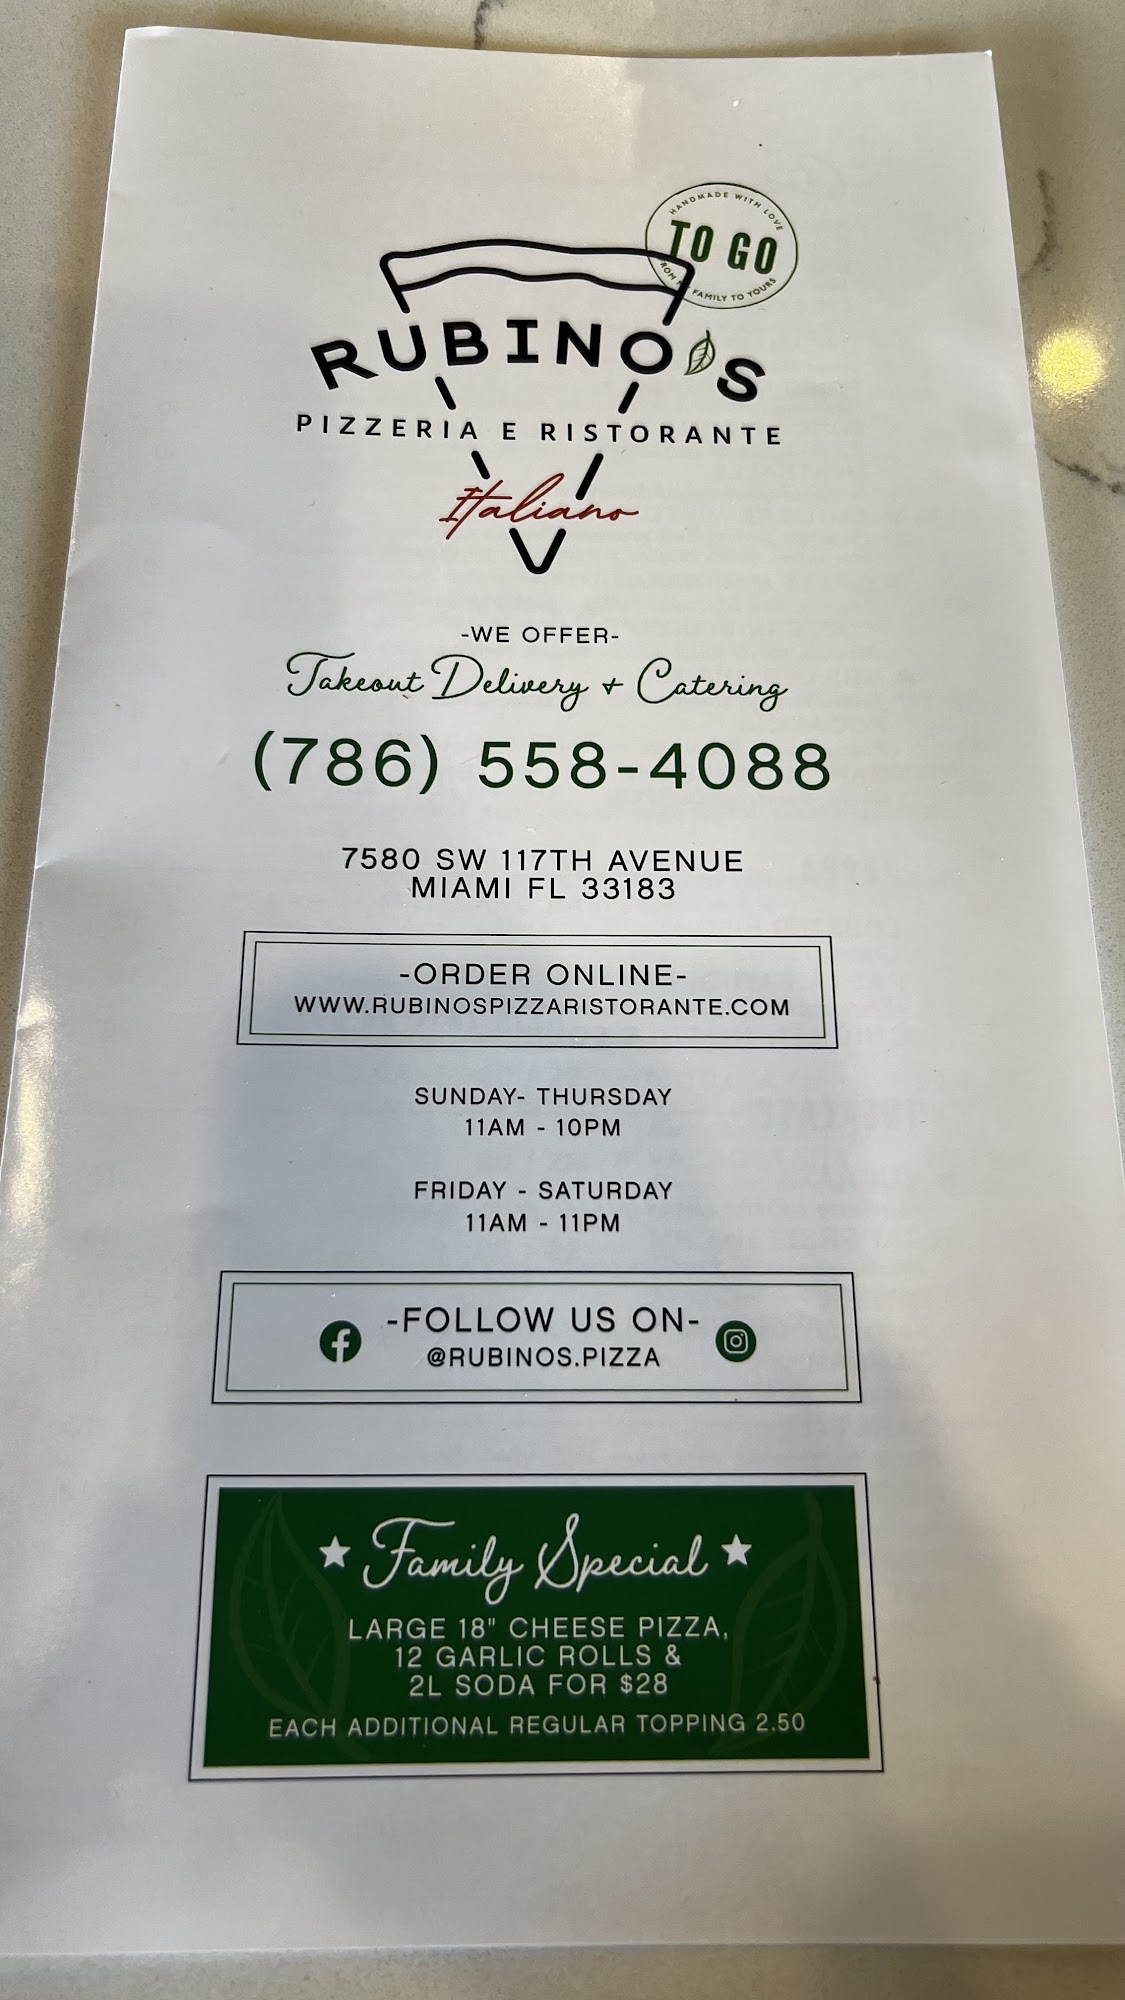 HANDMADE WITH LOVE
TO GO
FROM MY FAMILY TO YOURS
RUBINO'S
PIZZERIA E RISTORANTE
Italiano
-WE OFFER-
Takeout Delivery + Catering
(786) 558-4088
7580 SW 117TH AVENUE
MIAMI FL 33183
-ORDER ONLINE-
WWW.RUBINOSPIZZARISTORANTE.COM
SUNDAY- THURSDAY
11AM - 10PM
FRIDAY - SATURDAY
11AM - 11PM
-FOLLOW US ON-
@RUBINOS.PIZZA
Family Special
LARGE 18" CHEESE PIZZA,
12 GARLIC ROLLS &
2L SODA FOR $28
EACH ADDITIONAL REGULAR TOPPING 2.50